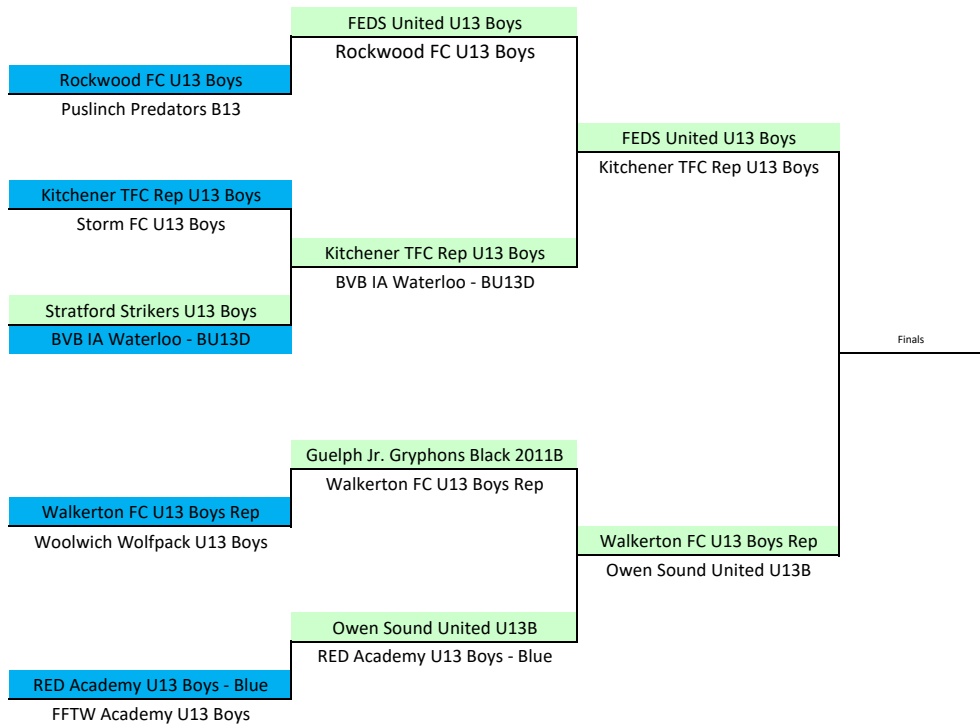 FEDS United U13 Boys
Rockwood FC U13 Boys
Rockwood FC U13 Boys
Puslinch Predators B13
FEDS United U13 Boys
Kitchener TFC Rep U13 Boys
Kitchener TFC Rep U13 Boys
Storm FC U13 Boys
Kitchener TFC Rep U13 Boys
BVB IA Waterloo - BU13D
Stratford Strikers U13 Boys
BVB IA Waterloo - BU13D
Finals
Guelph Jr. Gryphons Black 2011B
Walkerton FC U13 Boys Rep
Walkerton FC U13 Boys Rep
Woolwich Wolfpack U13 Boys
Walkerton FC U13 Boys Rep
Owen Sound United U13B
Owen Sound United U13B
RED Academy U13 Boys - Blue
RED Academy U13 Boys - Blue
FFTW Academy U13 Boys